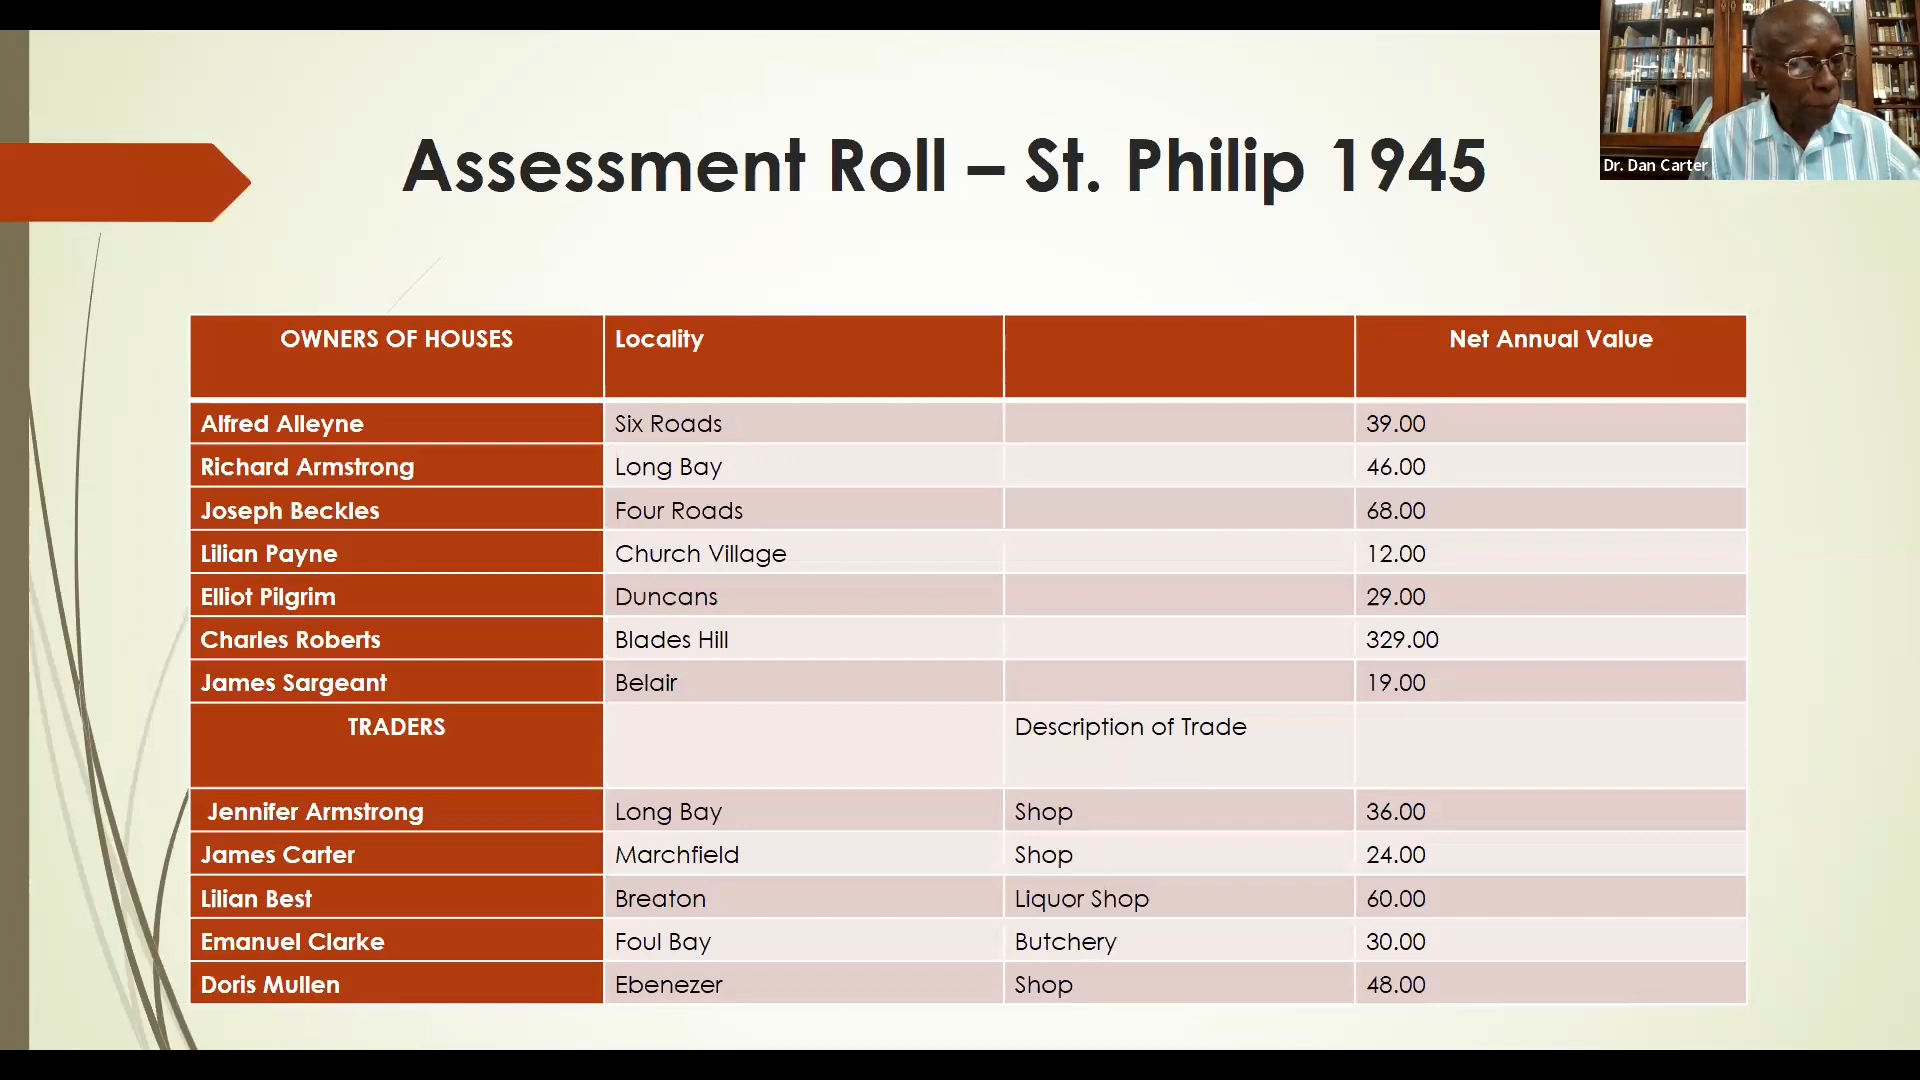 Assessment Roll – St. Philip 1945
Dr. Dan Carter
OWNERS OF HOUSES Locality Net Annual Value
Alfred Alleyne Six Roads 39.00
Richard Armstrong Long Bay 46.00
Joseph Beckles Four Roads 68.00
Lilian Payne Church Village 12.00
Elliot Pilgrim Duncans 29.00
Charles Roberts Blades Hill 329.00
James Sargeant Belair 19.00
TRADERS Description of Trade
Jennifer Armstrong Long Bay Shop 36.00
James Carter Marchfield Shop 24.00
Lilian Best Breaton Liquor Shop 60.00
Emanuel Clarke Foul Bay Butchery 30.00
Doris Mullen Ebenezer Shop 48.00